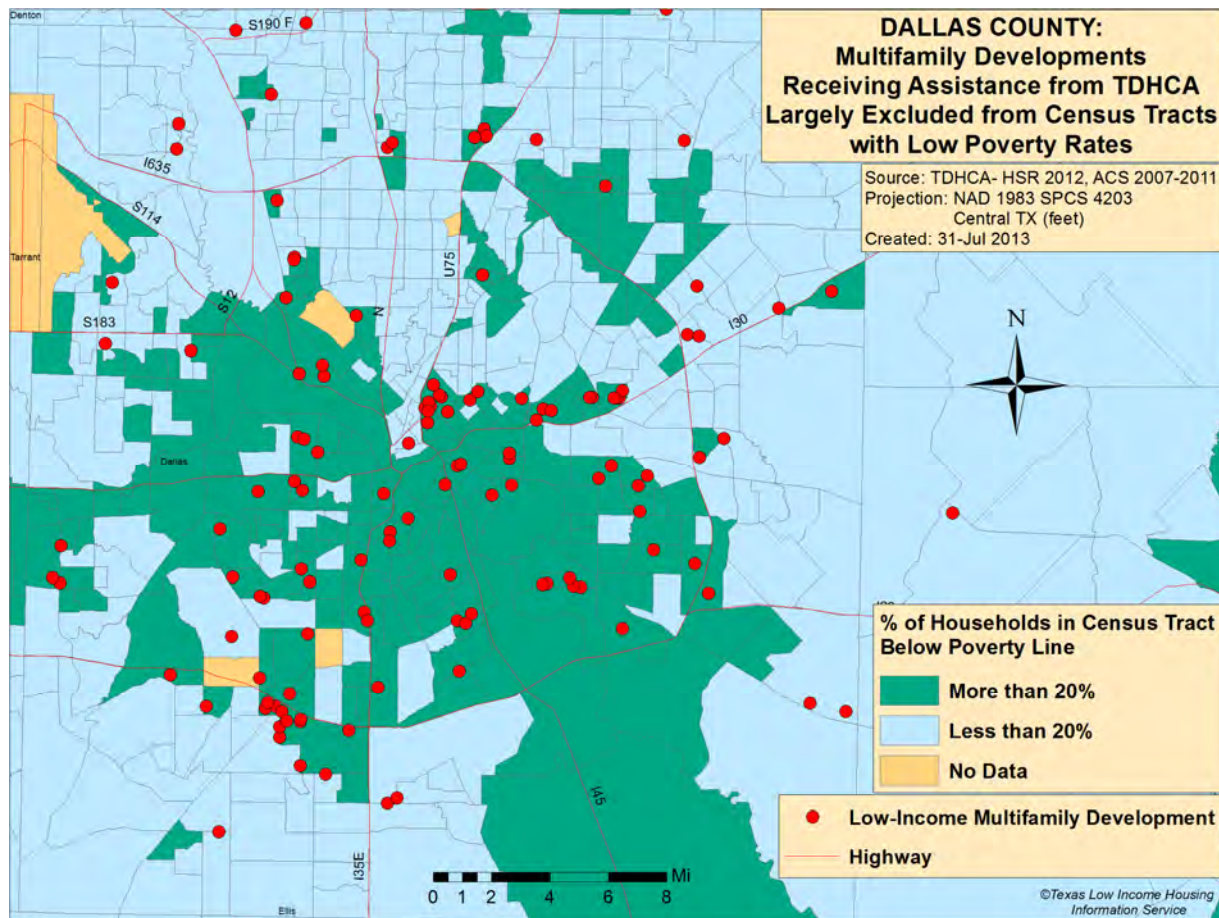 DALLAS COUNTY:
Multifamily Developments
Receiving Assistance from TDHCA
Largely Excluded from Census Tracts
with Low Poverty Rates
Source: TDHCA- HSR 2012, ACS 2007-2011
Projection: NAD 1983 SPCS 4203
Central TX (feet)
Created: 31-Jul 2013
Denton
S190 F
I635
S114
Tarrant
U75
S12
N
S183
I30
N
Dallas
% of Households in Census Tract
Below Poverty Line
More than 20%
Less than 20%
No Data
I45
Low-Income Multifamily Development
Highway
I35E
Mi
0 1 2 4 6 8
Ellis
©Texas Low Income Housing
Information Service